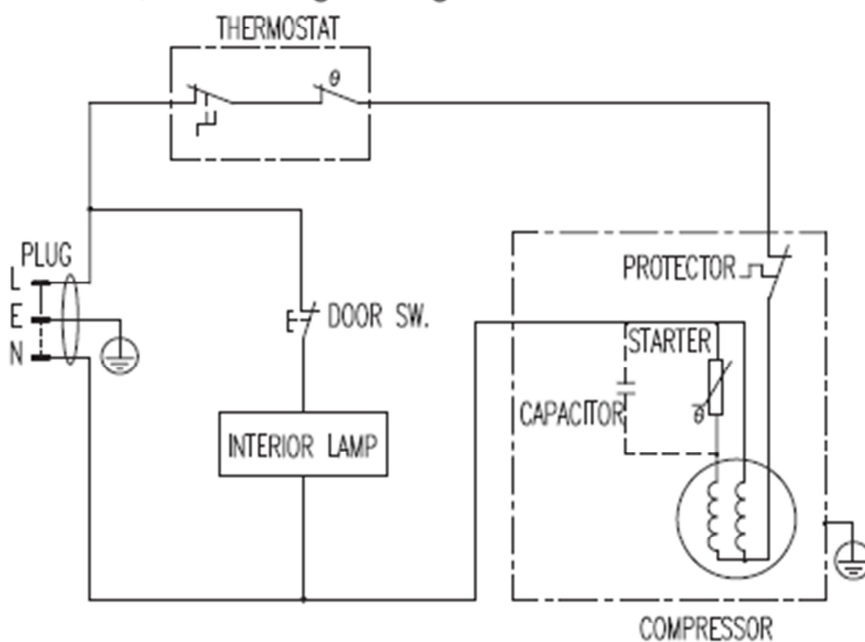 THERMOSTAT
θ
PLUG
L
E
N
DOOR SW.
INTERIOR LAMP
PROTECTOR
STARTER
CAPACITOR
θ
COMPRESSOR